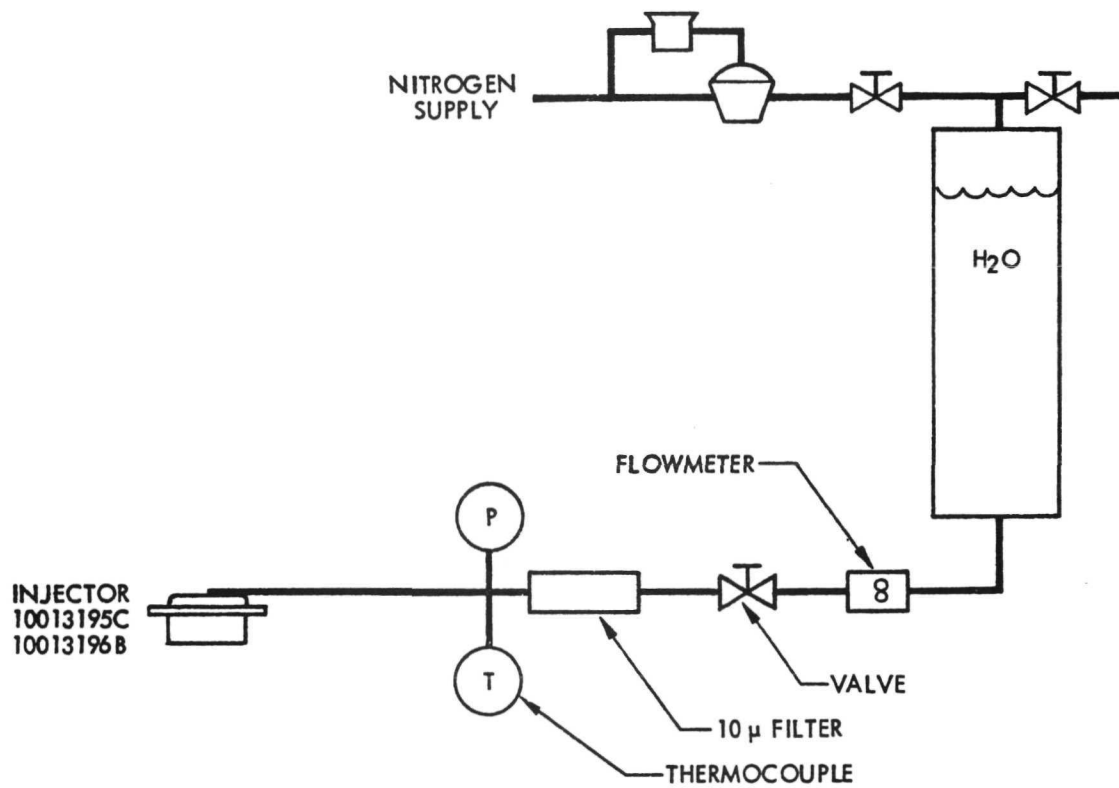 NITROGEN
SUPPLY
H₂O
FLOWMETER
8
P
INJECTOR
10013195C
10013196B
T
VALVE
10 μ FILTER
THERMOCOUPLE